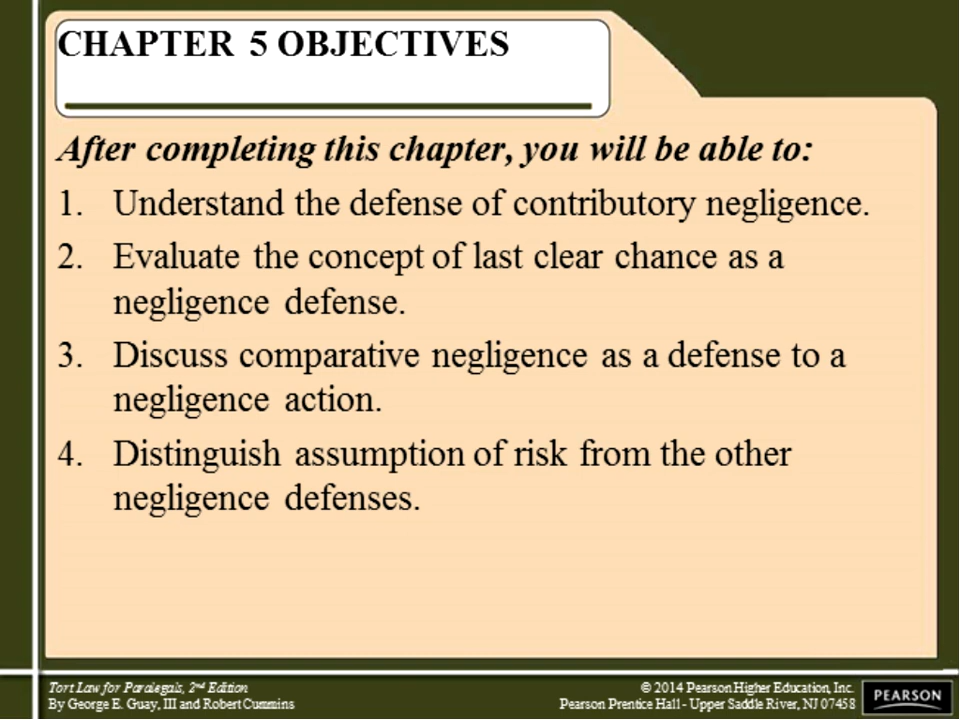 CHAPTER 5 OBJECTIVES
After completing this chapter, you will be able to:
1. Understand the defense of contributory negligence.
2. Evaluate the concept of last clear chance as a
negligence defense.
3. Discuss comparative negligence as a defense to a
negligence action.
4. Distinguish assumption of risk from the other
negligence defenses.
Tort Law for Paralegals, 2nd Edition
By George E. Guay, III and Robert Cummins
© 2014 Pearson Higher Education, Inc.
Pearson Prentice Hall - Upper Saddle River, NJ 07458
PEARSON